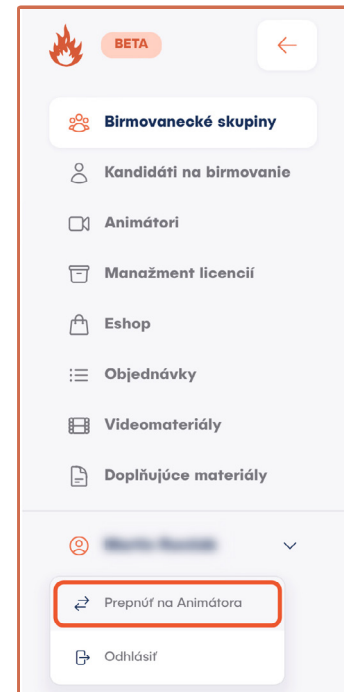 BETA
Birmovanecké skupiny
Kandidáti na birmovanie
Animátori
Manažment licencií
Eshop
Objednávky
Videomateriály
Doplňujúce materiály
Prepnúť na Animátora
Odhlásiť